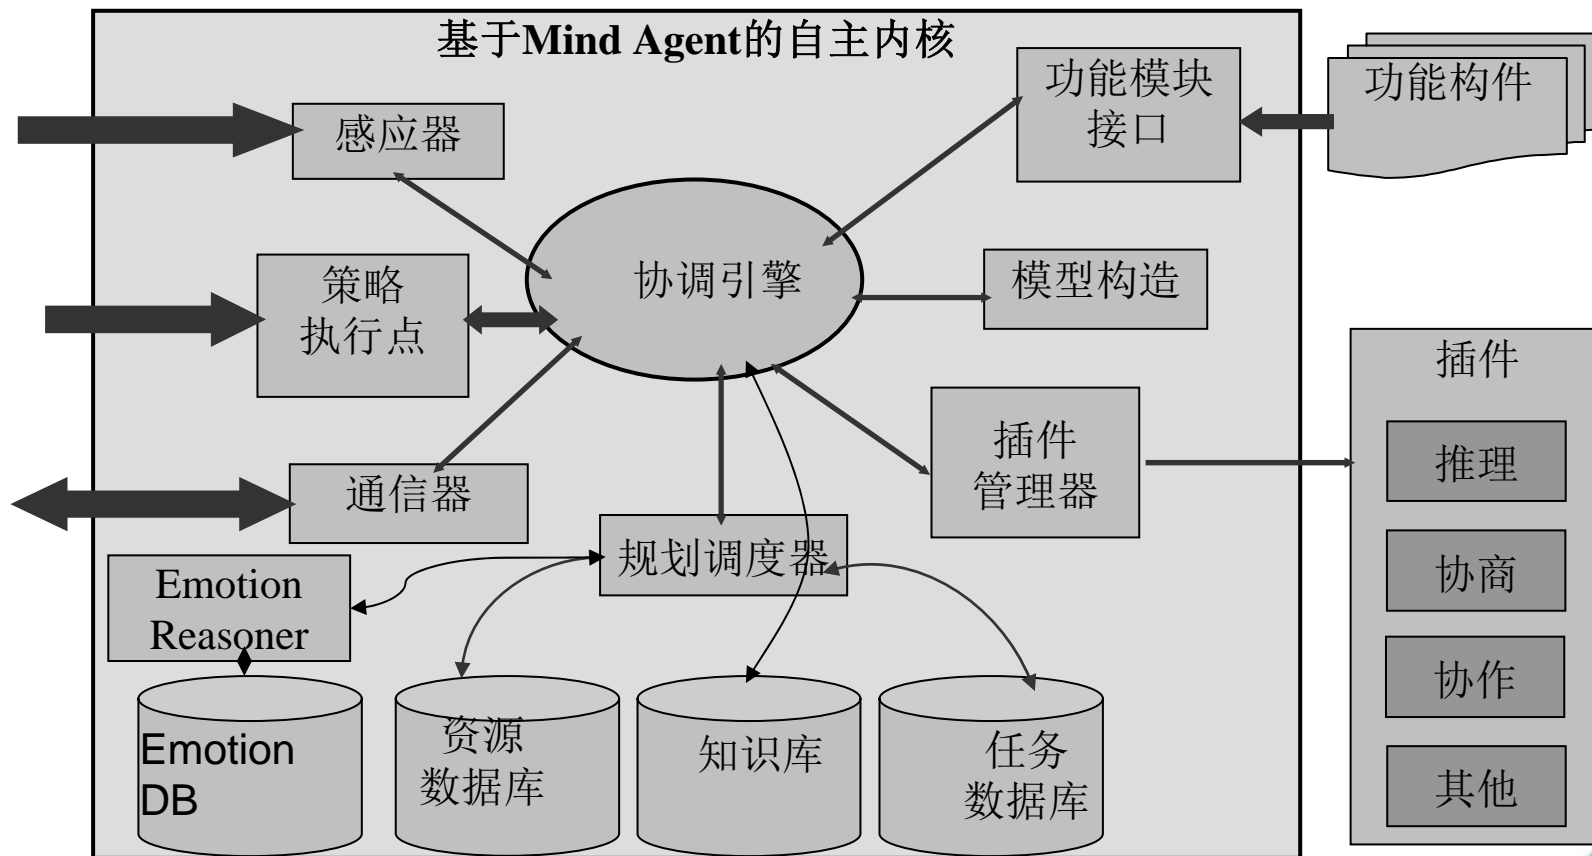 基于Mind Agent的自主内核
感应器
功能模块
接口
功能构件
策略
执行点
协调引擎
模型构造
通信器
插件
管理器
插件
推理
协商
协作
其他
规划调度器
Emotion
Reasoner
Emotion
DB
资源
数据库
知识库
任务
数据库